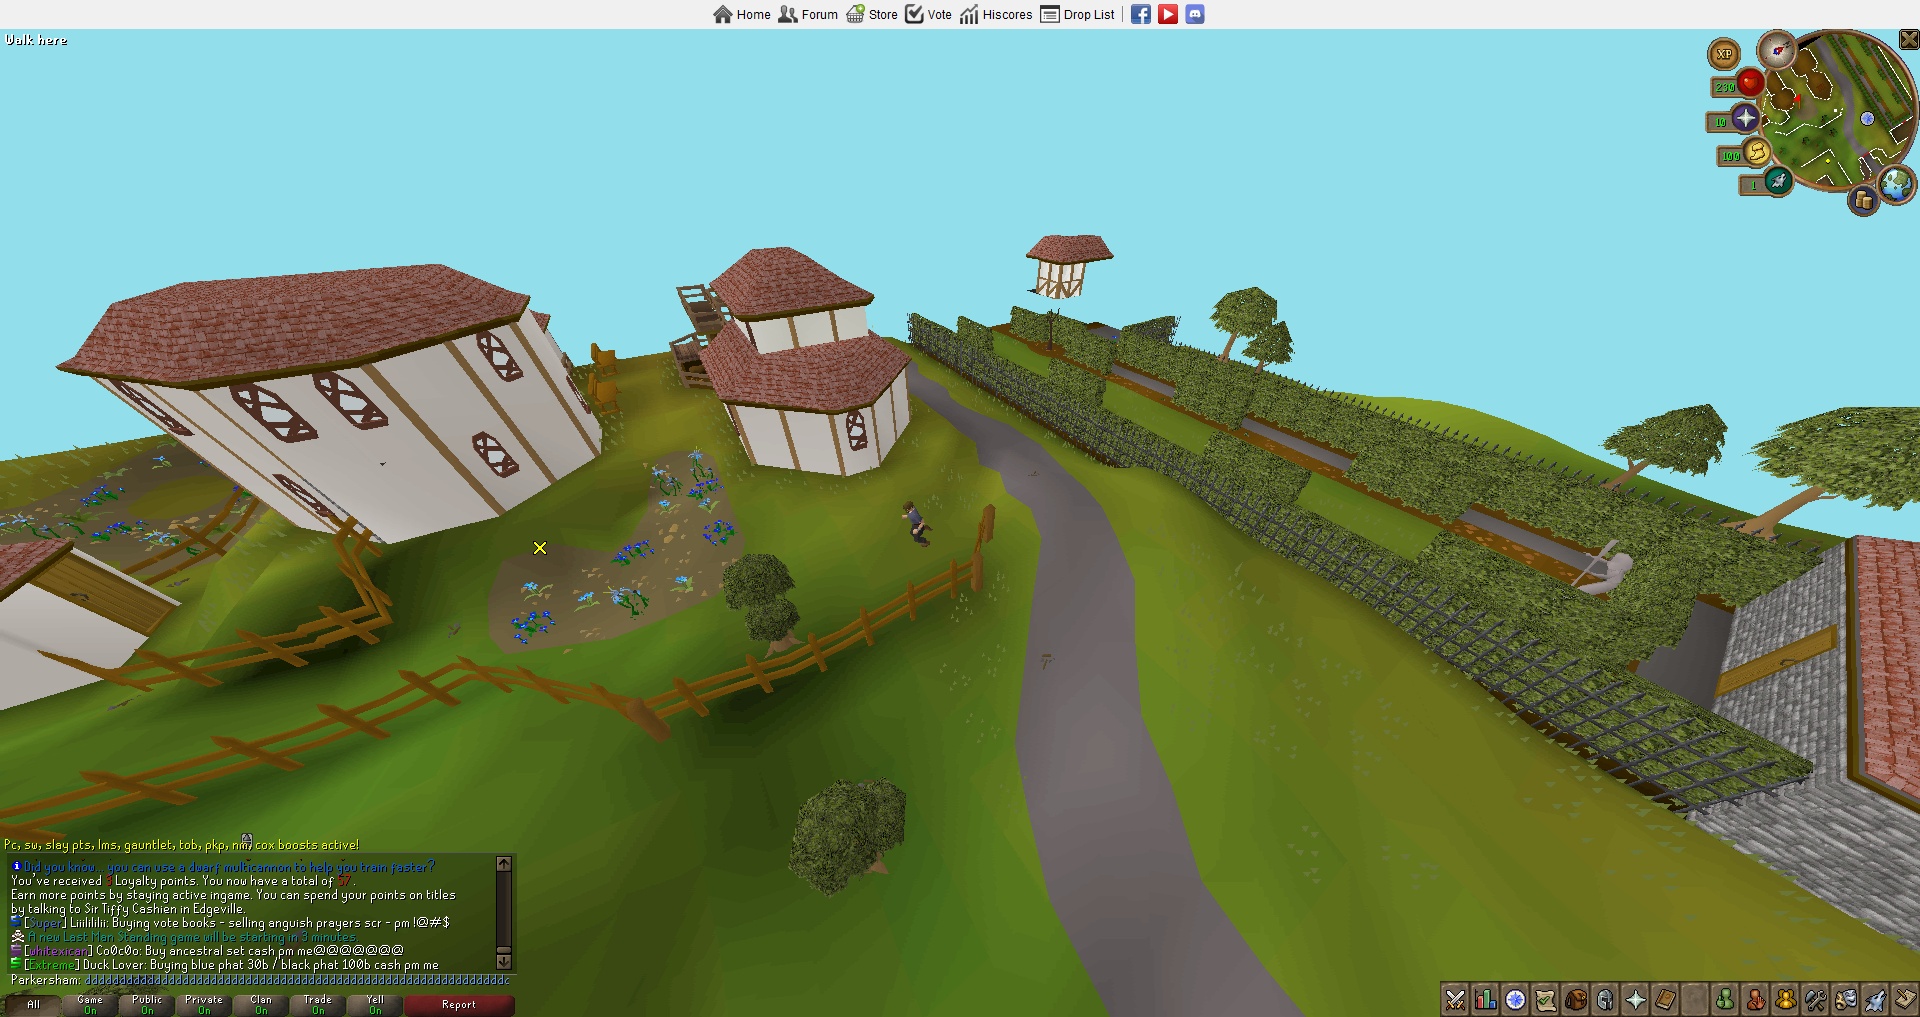 Home Forum Store Vote Hiscores Drop List
Walk here
XP
230
10
100
1
Pc, sw, slay pts, lms, gauntlet, tob, pkp, nm, cox boosts active!
Did you know... you can use a dwarf multicannon to help you train faster?
You've received 3 Loyalty points. You now have a total of 57.
Earn more points by staying active ingame. You can spend your points on titles
by talking to Sir Tiffy Cashien in Edgeville.
[Super] Liiilililii: Buying vote books - selling anguish prayers scr - pm !@#$
A new Last Man Standing game will be starting in 3 minutes.
[whitexican] Co0c0o: Buy ancestral set cash pm me@@@@@@@
[Extreme] Duck Lover: Buying blue phat 30b / black phat 100b cash pm me
Parkersham:
All Game On Public On Private On Clan On Trade On Yell On Report